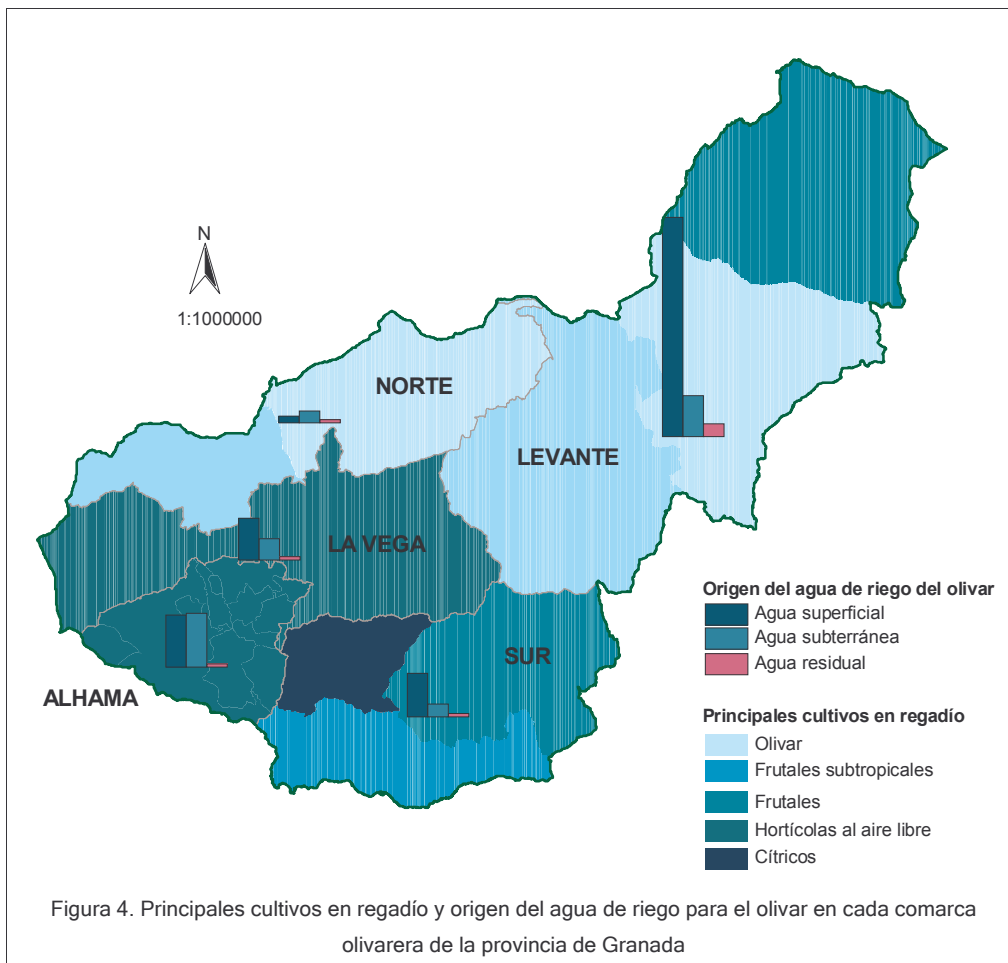 N
1:1000000
NORTE
LEVANTE
LA VEGA
SUR
ALHAMA
Origen del agua de riego del olivar
Agua superficial
Agua subterránea
Agua residual
Principales cultivos en regadío
Olivar
Frutales subtropicales
Frutales
Hortícolas al aire libre
Cítricos
Figura 4. Principales cultivos en regadío y origen del agua de riego para el olivar en cada comarca
olivarera de la provincia de Granada